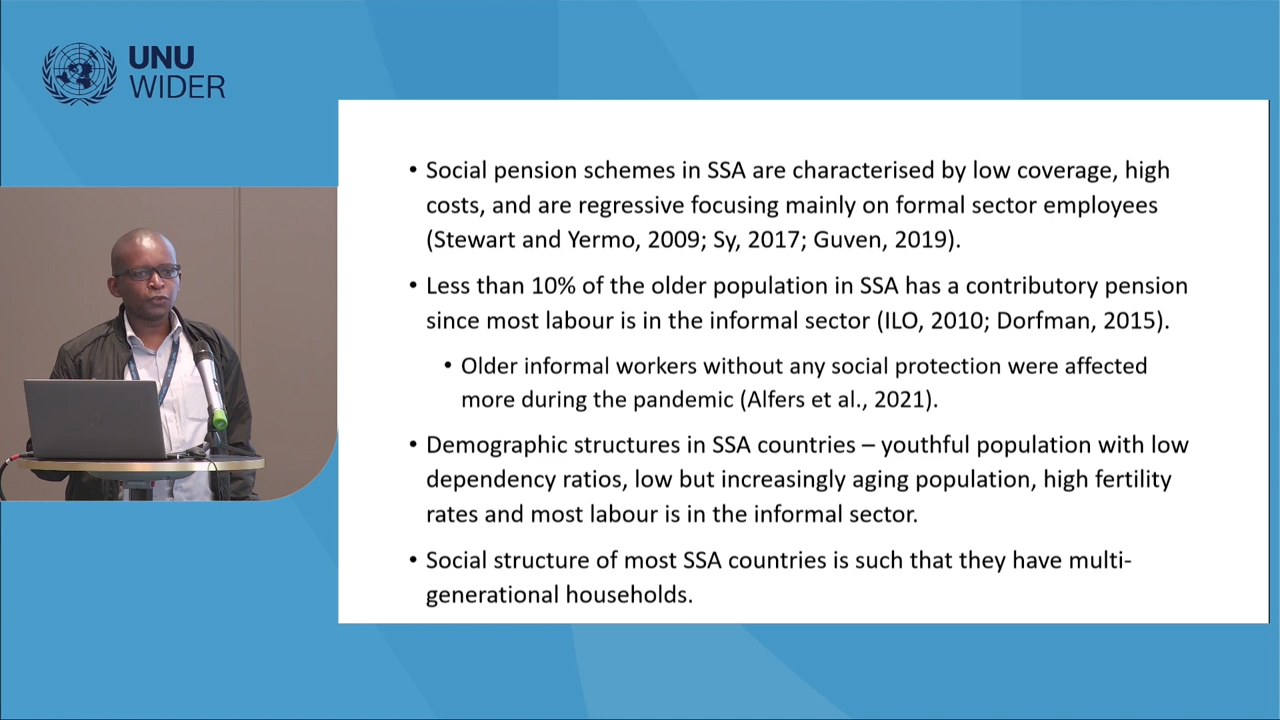 UNU
WIDER
• Social pension schemes in SSA are characterised by low coverage, high
costs, and are regressive focusing mainly on formal sector employees
(Stewart and Yermo, 2009; Sy, 2017; Guven, 2019).
• Less than 10% of the older population in SSA has a contributory pension
since most labour is in the informal sector (ILO, 2010; Dorfman, 2015).
• Older informal workers without any social protection were affected
more during the pandemic (Alfers et al., 2021).
• Demographic structures in SSA countries – youthful population with low
dependency ratios, low but increasingly aging population, high fertility
rates and most labour is in the informal sector.
• Social structure of most SSA countries is such that they have multi-
generational households.